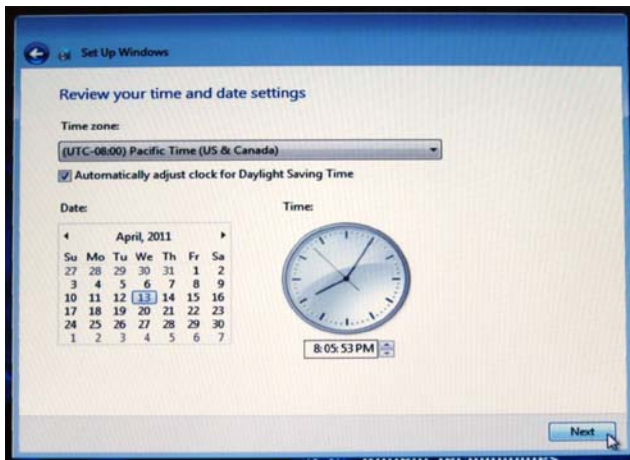 Set Up Windows
Review your time and date settings
Time zone:
(UTC-08:00) Pacific Time (US & Canada)
Automatically adjust clock for Daylight Saving Time
Date:
Time:
April, 2011
Su Mo Tu We Th Fr Sa
27 28 29 30 31 1 2
3 4 5 6 7 8 9
10 11 12 13 14 15 16
17 18 19 20 21 22 23
24 25 26 27 28 29 30
1 2 3 4 5 6 7
8:05:53 PM
Next